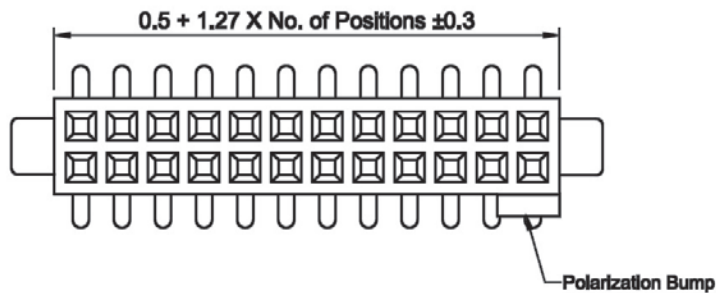 0.5 + 1.27 X No. of Positions ±0.3
Polarization Bump